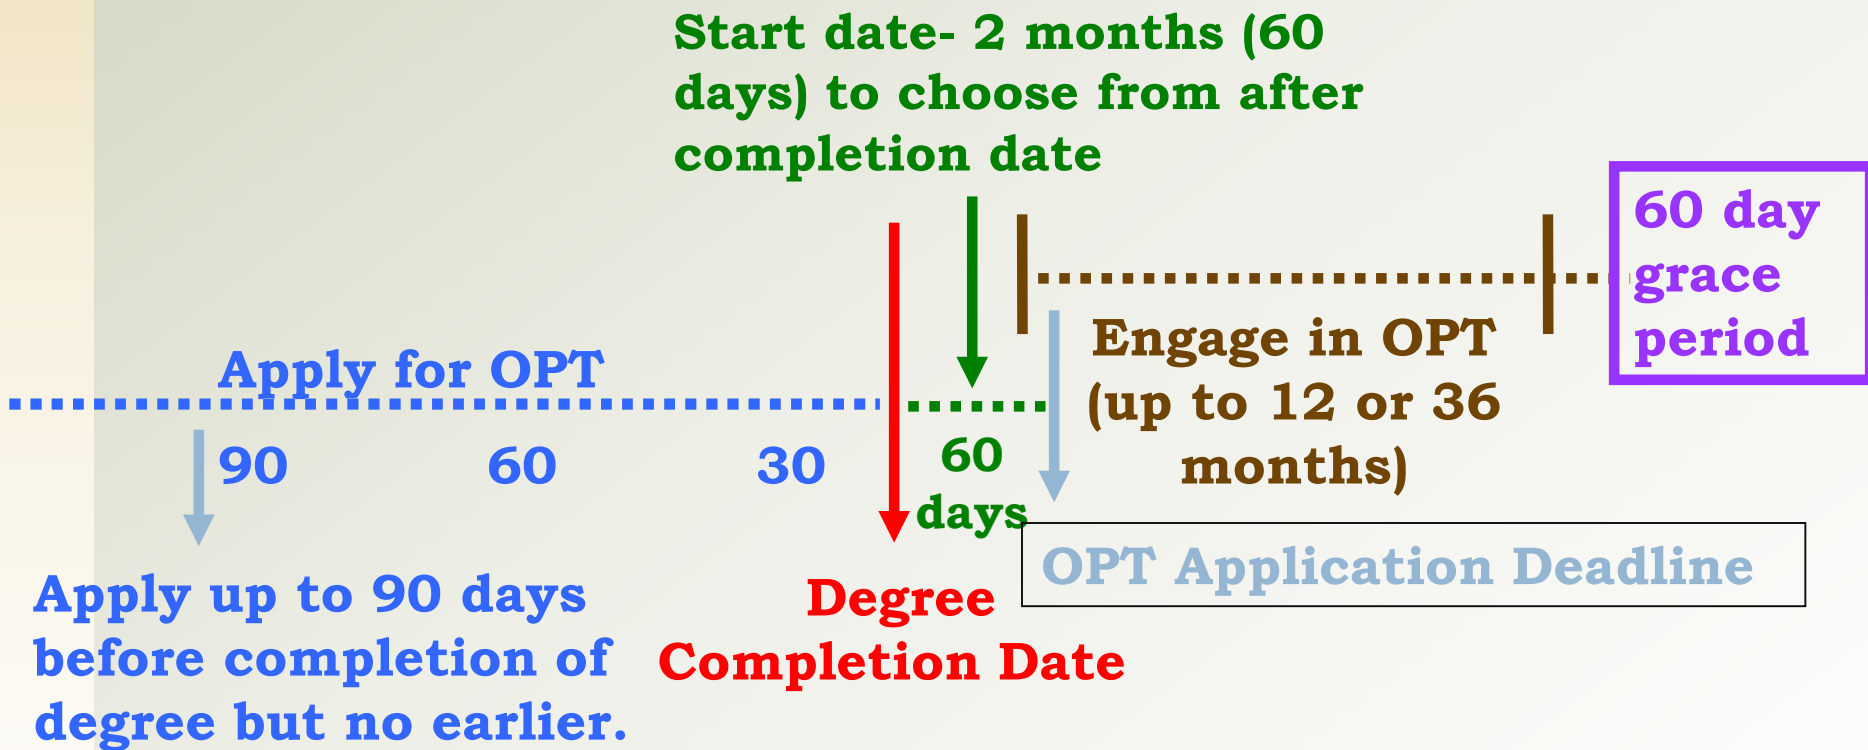 Start date- 2 months (60
days) to choose from after
completion date
60 day
grace
period
Engage in OPT
(up to 12 or 36
months)
Apply for OPT
90 60 30
60
days
OPT Application Deadline
Apply up to 90 days
before completion of
degree but no earlier.
Degree
Completion Date